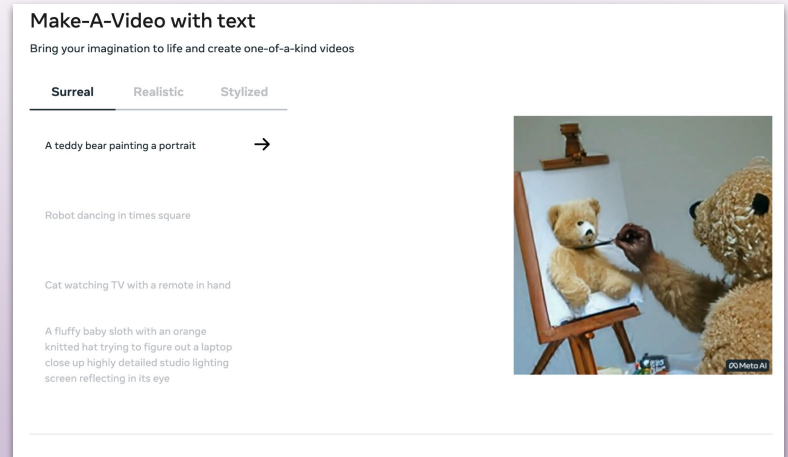 Make-A-Video with text
Bring your imagination to life and create one-of-a-kind videos
Surreal Realistic Stylized
A teddy bear painting a portrait
Robot dancing in times square
Cat watching TV with a remote in hand
A fluffy baby sloth with an orange
knitted hat trying to figure out a laptop
close up highly detailed studio lighting
screen reflecting in its eye
Meta AI